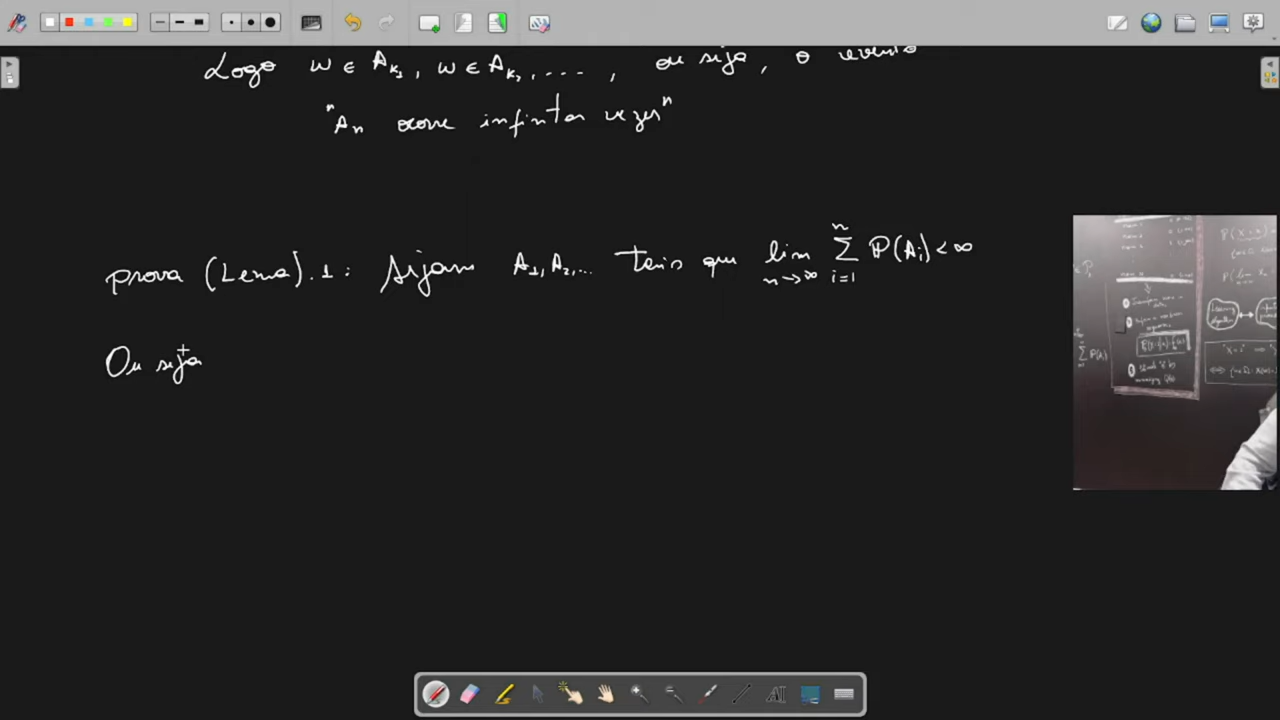 Logo w ∈ A_{k_1}, w ∈ A_{k_2}, ..., ou seja, o evento
"A_n ocorre infinitas vezes"
prova (Lema).1: Sejam A_1, A_2, ... tais que lim_{n→∞} ∑_{i=1}^{n} P(A_i) < ∞
Ou seja